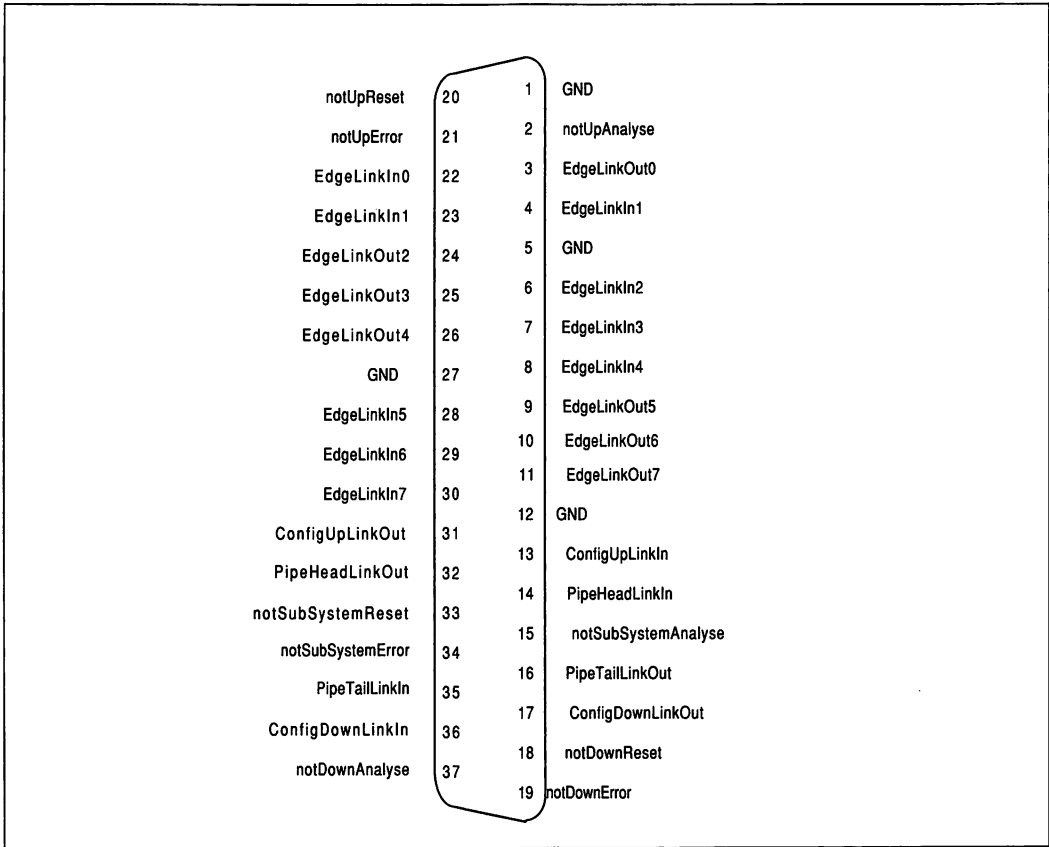 1 GND
notUpReset 20
2 notUpAnalyse
notUpError 21
3 EdgeLinkOut0
EdgeLinkIn0 22
4 EdgeLinkIn1
EdgeLinkIn1 23
5 GND
EdgeLinkOut2 24
6 EdgeLinkIn2
EdgeLinkOut3 25
7 EdgeLinkIn3
EdgeLinkOut4 26
8 EdgeLinkIn4
GND 27
9 EdgeLinkOut5
EdgeLinkIn5 28
10 EdgeLinkOut6
EdgeLinkIn6 29
11 EdgeLinkOut7
EdgeLinkIn7 30
12 GND
ConfigUpLinkOut 31
13 ConfigUpLinkIn
PipeHeadLinkOut 32
14 PipeHeadLinkIn
notSubSystemReset 33
15 notSubSystemAnalyse
notSubSystemError 34
16 PipeTailLinkOut
PipeTailLinkIn 35
17 ConfigDownLinkOut
ConfigDownLinkIn 36
18 notDownReset
notDownAnalyse 37
19 notDownError